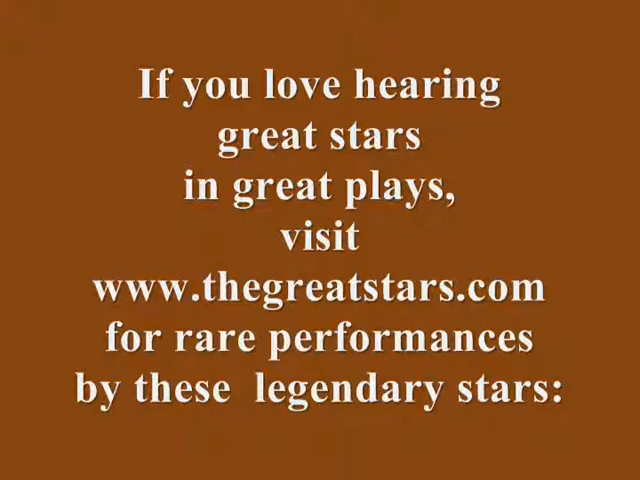 If you love hearing
great stars
in great plays,
visit
www.thegreatstars.com
for rare performances
by these  legendary stars: